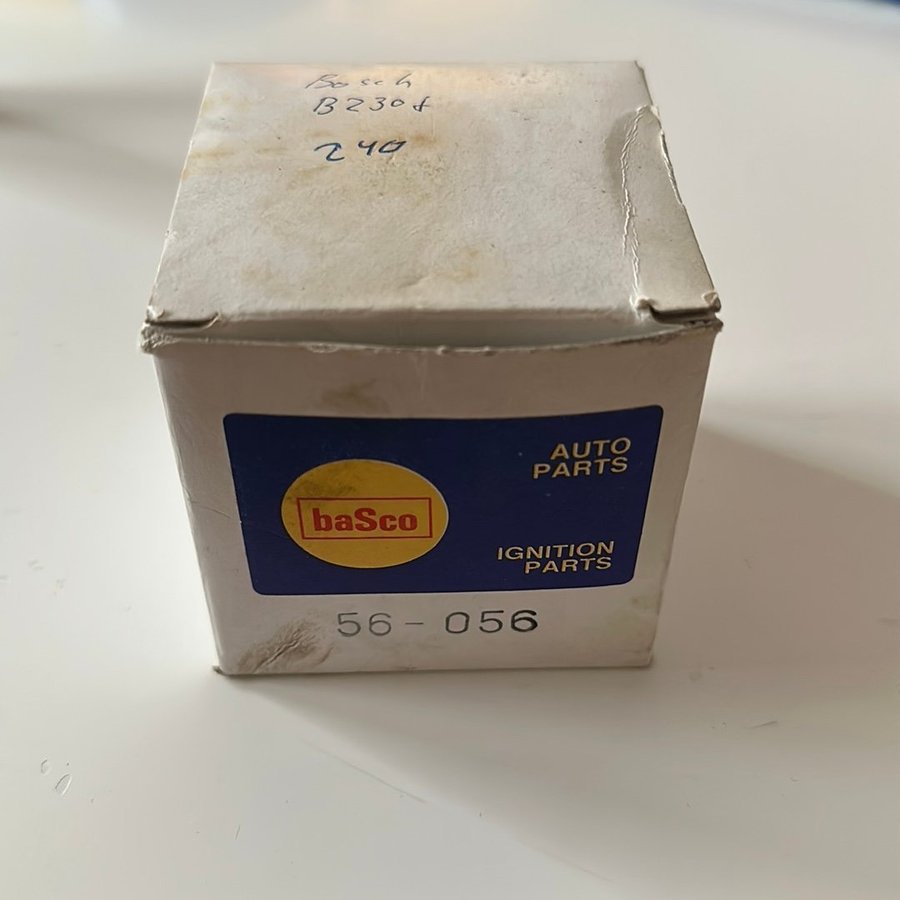 Bosch
B230f
240
AUTO
PARTS
baSco
IGNITION
PARTS
56-056